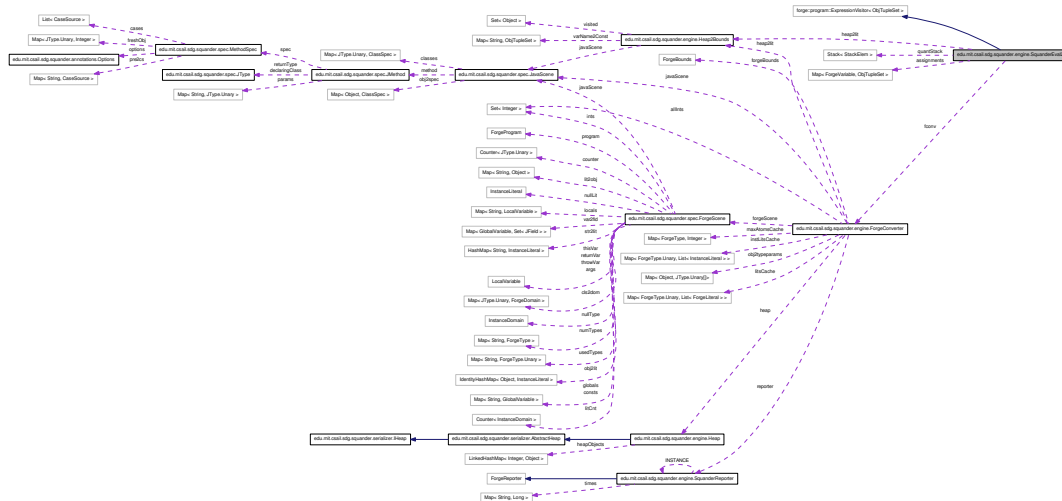 List< CaseSource >
cases
Map< JType.Unary, Integer >
freshObj
edu.mit.csail.sdg.squander.spec.MethodSpec
options
edu.mit.csail.sdg.squander.annotations.Options
pre2cs
Map< String, CaseSource >
spec
returnType
declaringClass
edu.mit.csail.sdg.squander.spec.JType
params
Map< String, JType.Unary >
Map< JType.Unary, ClassSpec >
classes
method
edu.mit.csail.sdg.squander.spec.JMethod
obj2spec
Map< Object, ClassSpec >
edu.mit.csail.sdg.squander.spec.JavaScene
Set< Object >
visited
varName2Const
Map< String, ObjTupleSet >
javaScene
edu.mit.csail.sdg.squander.engine.Heap2Bounds
heap2lit
heap2Bounds
ForgeBounds
forgeBounds
javaScene
forge::program::ExpressionVisitor< ObjTupleSet >
Stack< StackElem >
quantStack
assignments
Map< ForgeVariable, ObjTupleSet >
fconv
javaScene
allInts
Set< Integer >
ints
ForgeProgram
program
Counter< JType.Unary >
counter
Map< String, Object >
lit2obj
InstanceLiteral
nullLit
Map< String, LocalVariable >
locals
var2fld
Map< GlobalVariable, Set< JField > >
str2lit
HashMap< String, InstanceLiteral >
edu.mit.csail.sdg.squander.spec.ForgeScene
forgeScene
edu.mit.csail.sdg.squander.engine.ForgeConverter
maxAtomsCache
Map< ForgeType, Integer >
instLitsCache
Map< ForgeType.Unary, List< InstanceLiteral > >
obj2typeparams
Map< Object, JType.Unary[]>
litsCache
Map< ForgeType.Unary, List< ForgeLiteral > >
thisVar
returnVar
throwVar
args
LocalVariable
cls2dom
Map< JType.Unary, ForgeDomain >
nullType
InstanceDomain
numTypes
Map< String, ForgeType >
usedTypes
Map< String, ForgeType.Unary >
obj2lit
IdentityHashMap< Object, InstanceLiteral >
globals
consts
Map< String, GlobalVariable >
litCnt
Counter< InstanceDomain >
heap
reporter
edu.mit.csail.sdg.squander.serializer.IHeap
edu.mit.csail.sdg.squander.serializer.AbstractHeap
edu.mit.csail.sdg.squander.engine.Heap
heapObjects
LinkedHashMap< Integer, Object >
INSTANCE
ForgeReporter
edu.mit.csail.sdg.squander.engine.SquanderReporter
times
Map< String, Long >